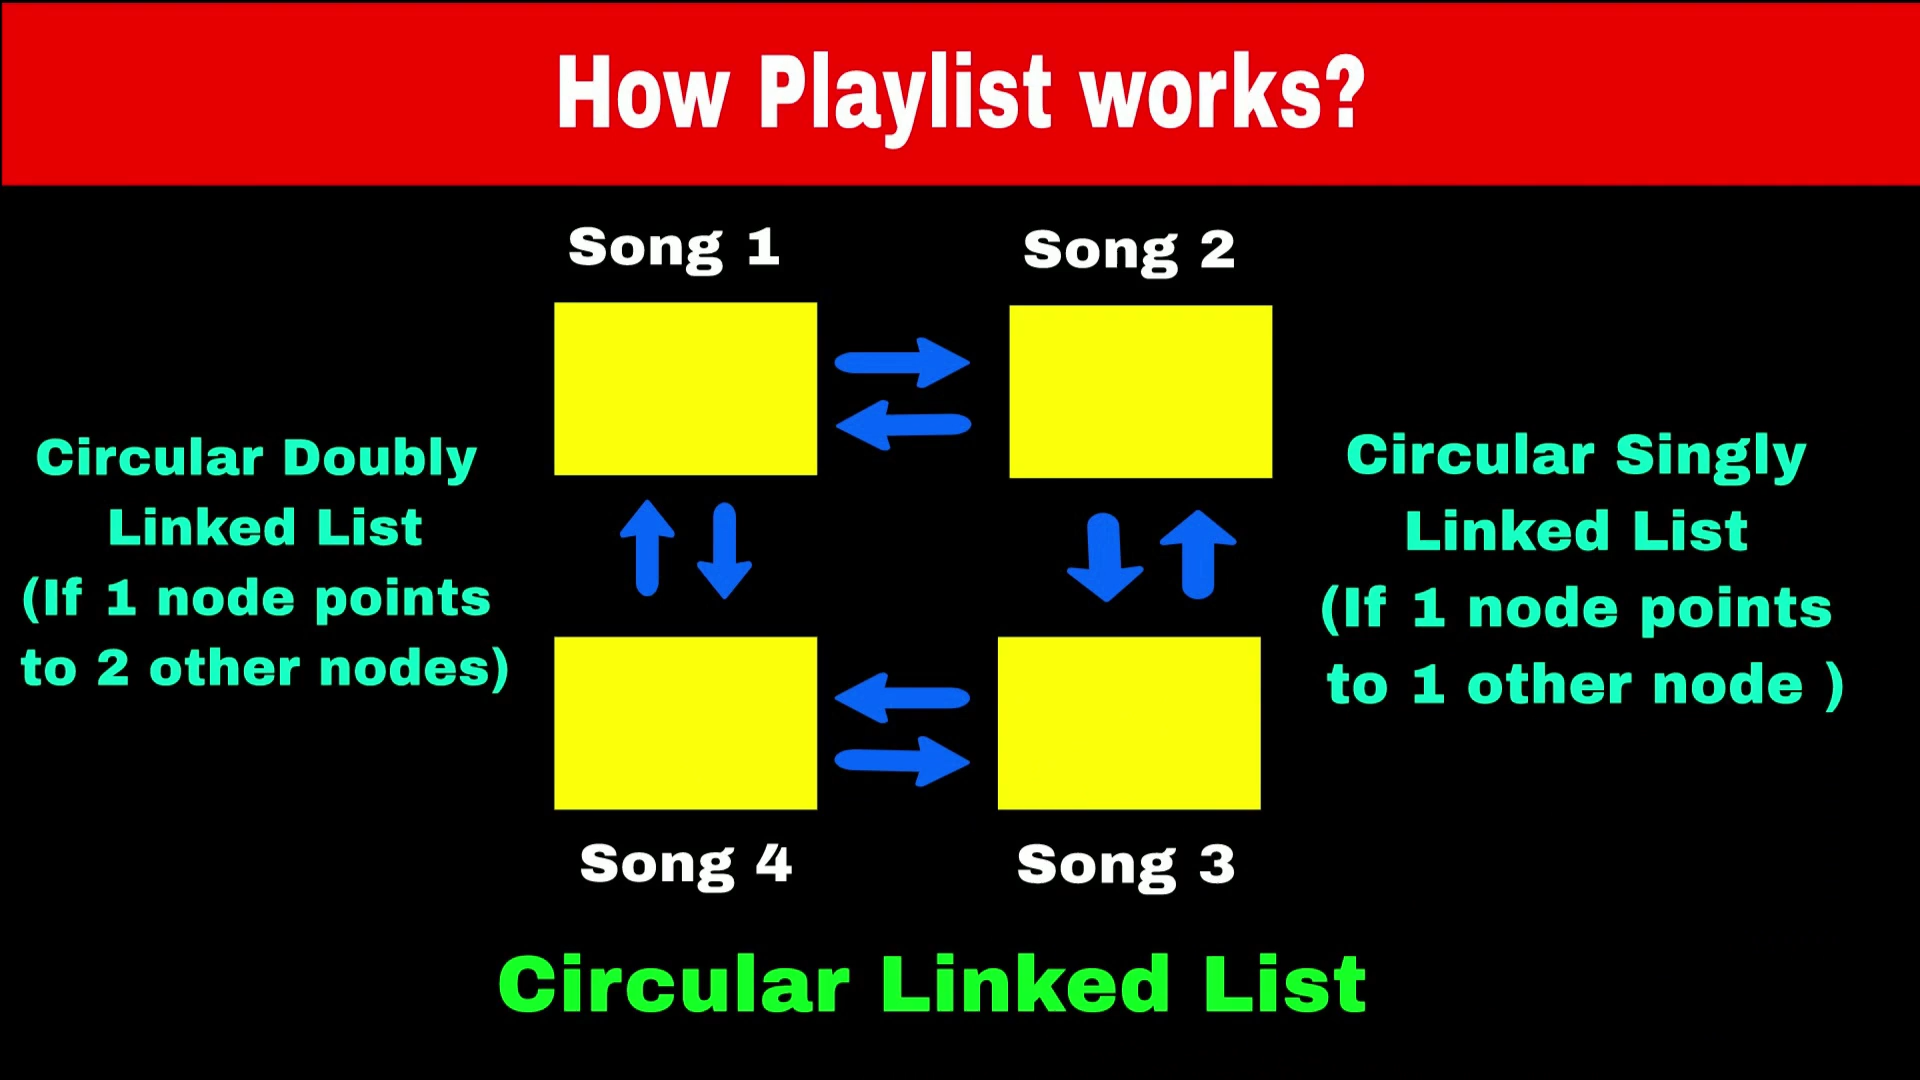 How Playlist works?
Song 1
Song 2
Circular Doubly
Linked List
(If 1 node points
to 2 other nodes)
Circular Singly
Linked List
(If 1 node points
to 1 other node )
Song 4
Song 3
Circular Linked List